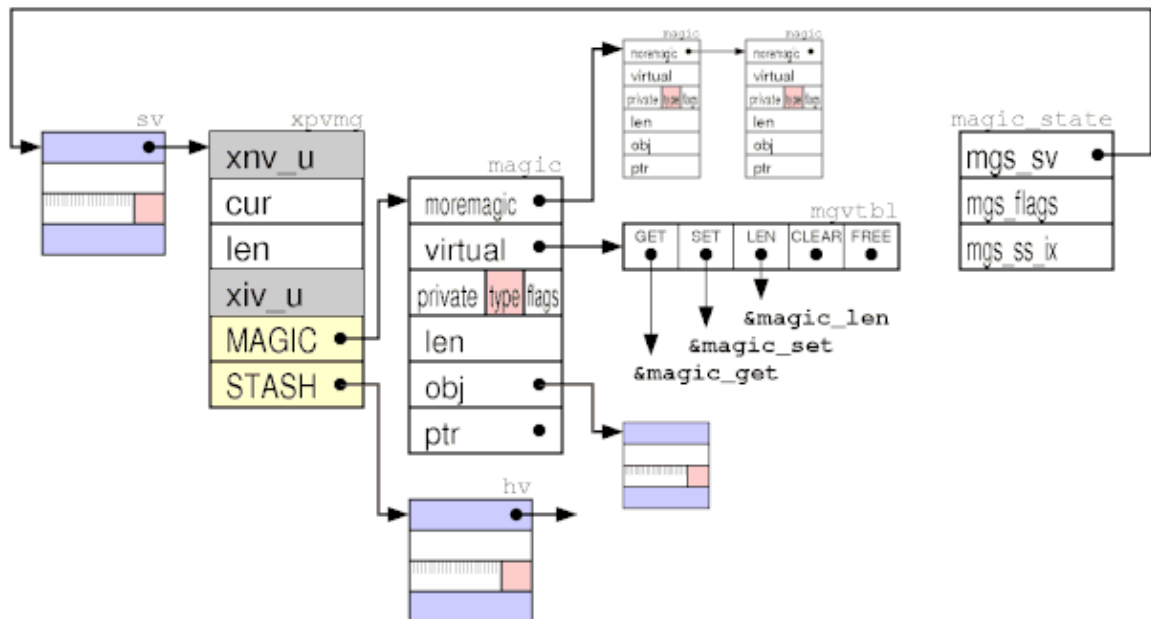 magic
magic
moremagic
moremagic
virtual
virtual
private type flags
private type flags
len
len
obj
obj
ptr
ptr
sv
xpvmg
xnv_u
cur
len
xiv_u
MAGIC
STASH
magic
moremagic
virtual
private type flags
len
obj
ptr
mgvtbl
GET SET LEN CLEAR FREE
&magic_len
&magic_set
&magic_get
magic_state
mgs_sv
mgs_flags
mgs_ss_ix
hv